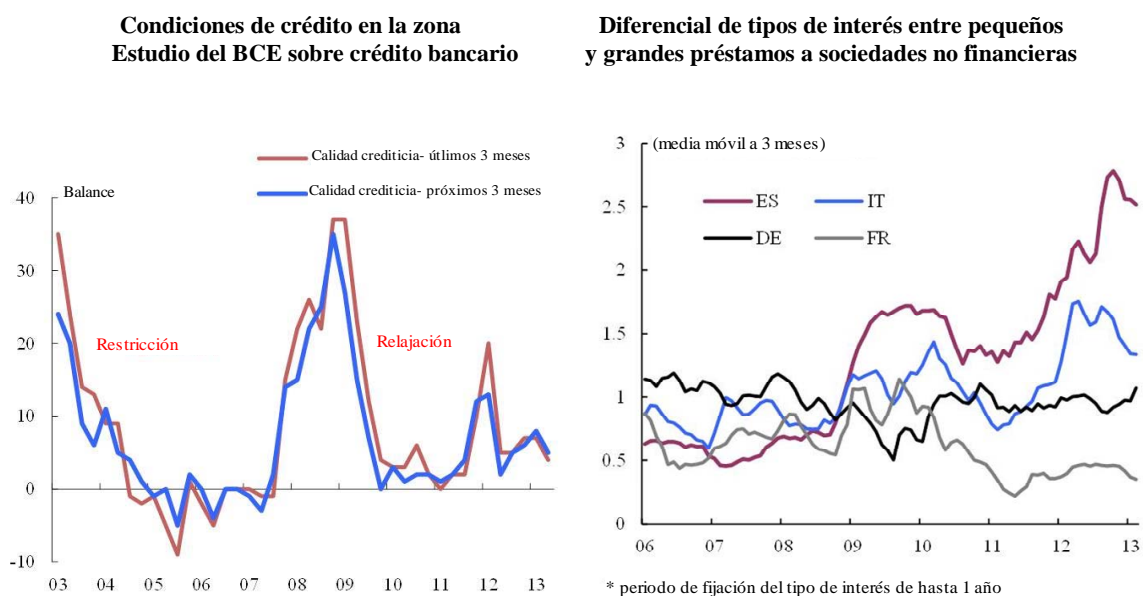 Condiciones de crédito en la zona
Estudio del BCE sobre crédito bancario
Calidad crediticia- útlimos 3 meses
Calidad crediticia- próximos 3 meses
Balance
40
30
20
10
0
-10
Restricción
Relajación
03 04 05 06 07 08 09 10 11 12 13
Diferencial de tipos de interés entre pequeños
y grandes préstamos a sociedades no financieras
(media móvil a 3 meses)
ES IT
DE FR
3
2.5
2
1.5
1
0.5
0
06 07 08 09 10 11 12 13
* periodo de fijación del tipo de interés de hasta 1 año